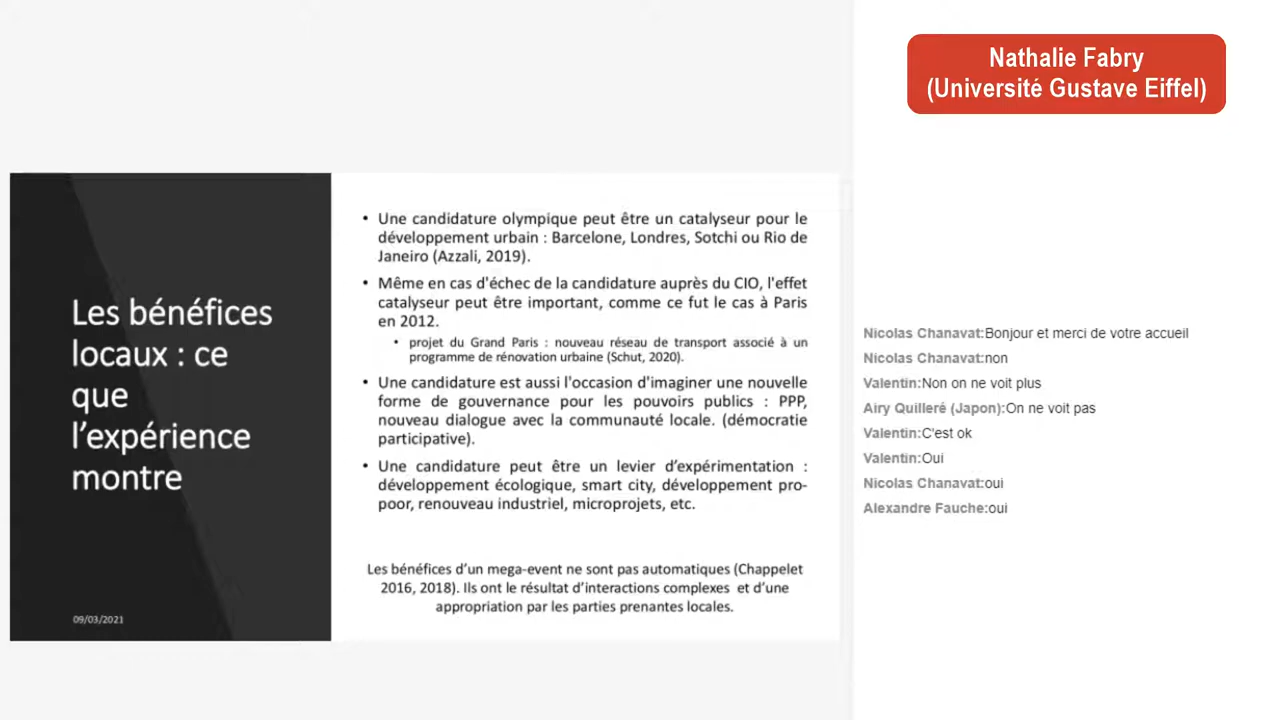 Nathalie Fabry
(Université Gustave Eiffel)
Les bénéfices
locaux : ce
que
l’expérience
montre
09/03/2021
• Une candidature olympique peut être un catalyseur pour le
développement urbain : Barcelone, Londres, Sotchi ou Rio de
Janeiro (Azzali, 2019).
• Même en cas d'échec de la candidature auprès du CIO, l'effet
catalyseur peut être important, comme ce fut le cas à Paris
en 2012.
• projet du Grand Paris : nouveau réseau de transport associé à un
programme de rénovation urbaine (Schut, 2020).
• Une candidature est aussi l'occasion d'imaginer une nouvelle
forme de gouvernance pour les pouvoirs publics : PPP,
nouveau dialogue avec la communauté locale. (démocratie
participative).
• Une candidature peut être un levier d’expérimentation :
développement écologique, smart city, développement pro-
poor, renouveau industriel, microprojets, etc.
Les bénéfices d’un mega-event ne sont pas automatiques (Chappelet
2016, 2018). Ils ont le résultat d’interactions complexes et d’une
appropriation par les parties prenantes locales.
Nicolas Chanavat:Bonjour et merci de votre accueil
Nicolas Chanavat:non
Valentin:Non on ne voit plus
Airy Quilleré (Japon):On ne voit pas
Valentin:C'est ok
Valentin:Oui
Nicolas Chanavat:oui
Alexandre Fauche:oui